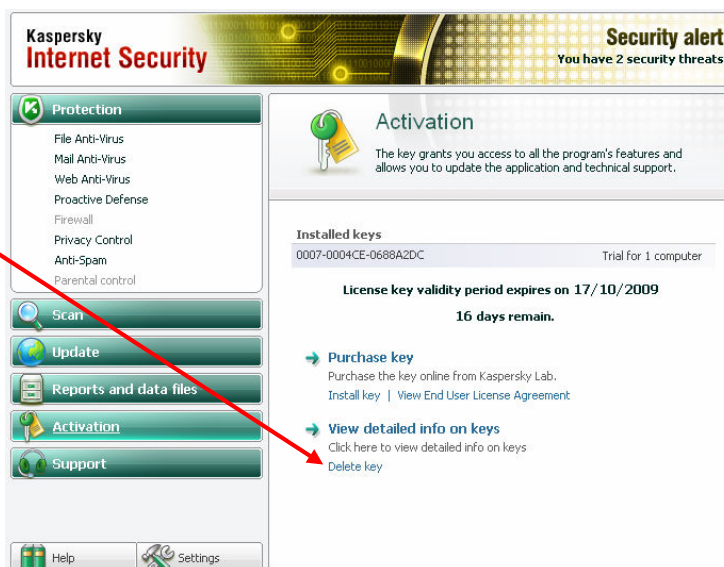 Kaspersky
Internet Security
Security alert
You have 2 security threats
Protection
File Anti-Virus
Mail Anti-Virus
Web Anti-Virus
Proactive Defense
Firewall
Privacy Control
Anti-Spam
Parental control
Scan
Update
Reports and data files
Activation
Support
Help
Settings
Activation
The key grants you access to all the program's features and
allows you to update the application and technical support.
Installed keys
0007-0004CE-0688A2DC Trial for 1 computer
License key validity period expires on 17/10/2009
16 days remain.
Purchase key
Purchase the key online from Kaspersky Lab.
Install key | View End User License Agreement
View detailed info on keys
Click here to view detailed info on keys
Delete key